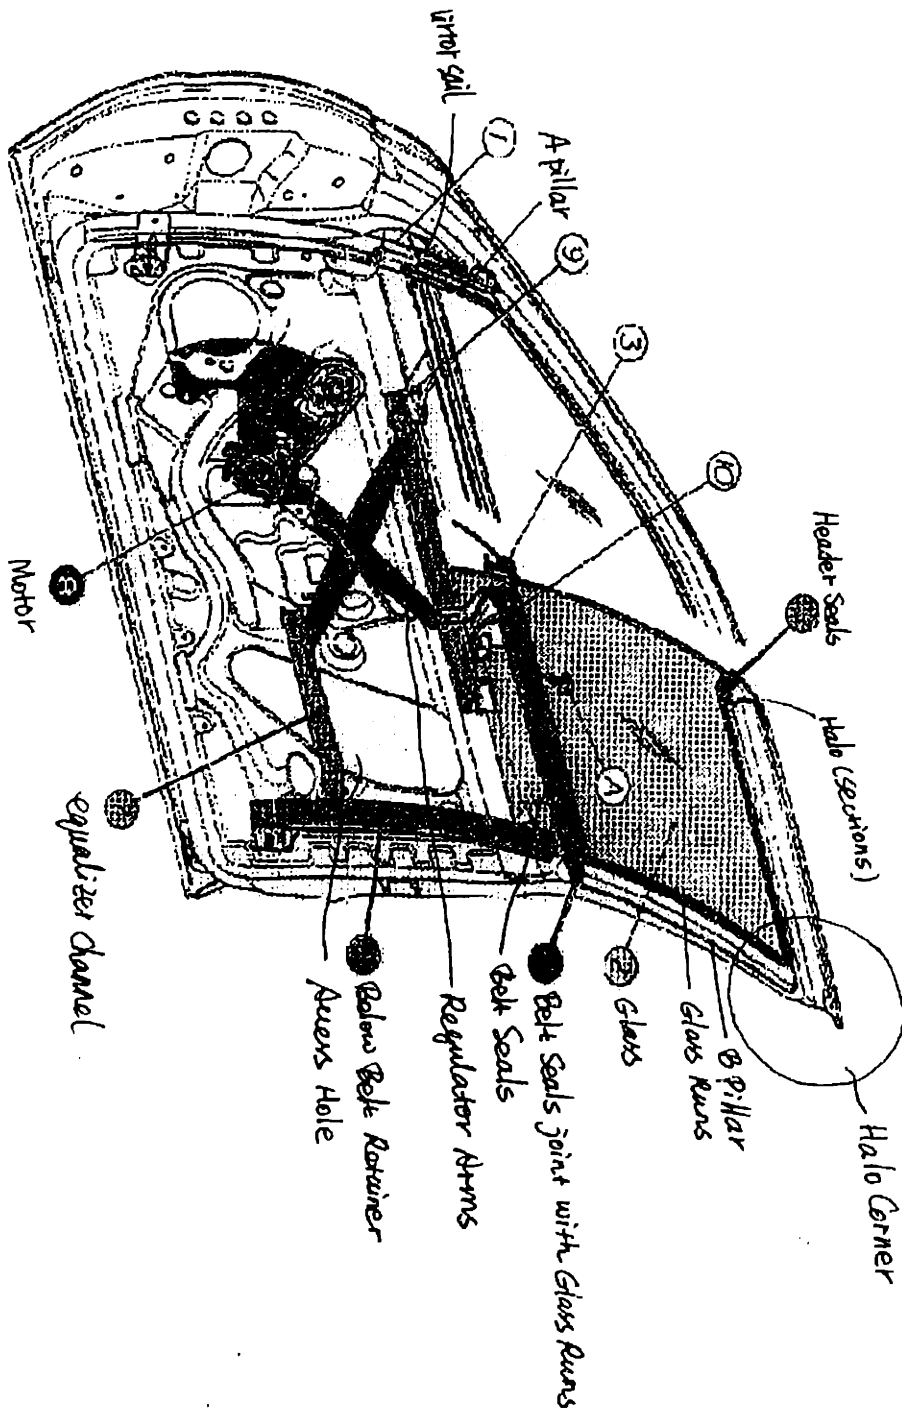 mirror sail
1
A pillar
9
3
10
Header Seals
Halo (sections)
A
Halo Corner
B Pillar
Glass Runs
2
Glass
Belt Seals joint with Glass Runs
Belt Seals
Regulator Arms
Below Belt Retainer
Access Hole
equalizer channel
Motor